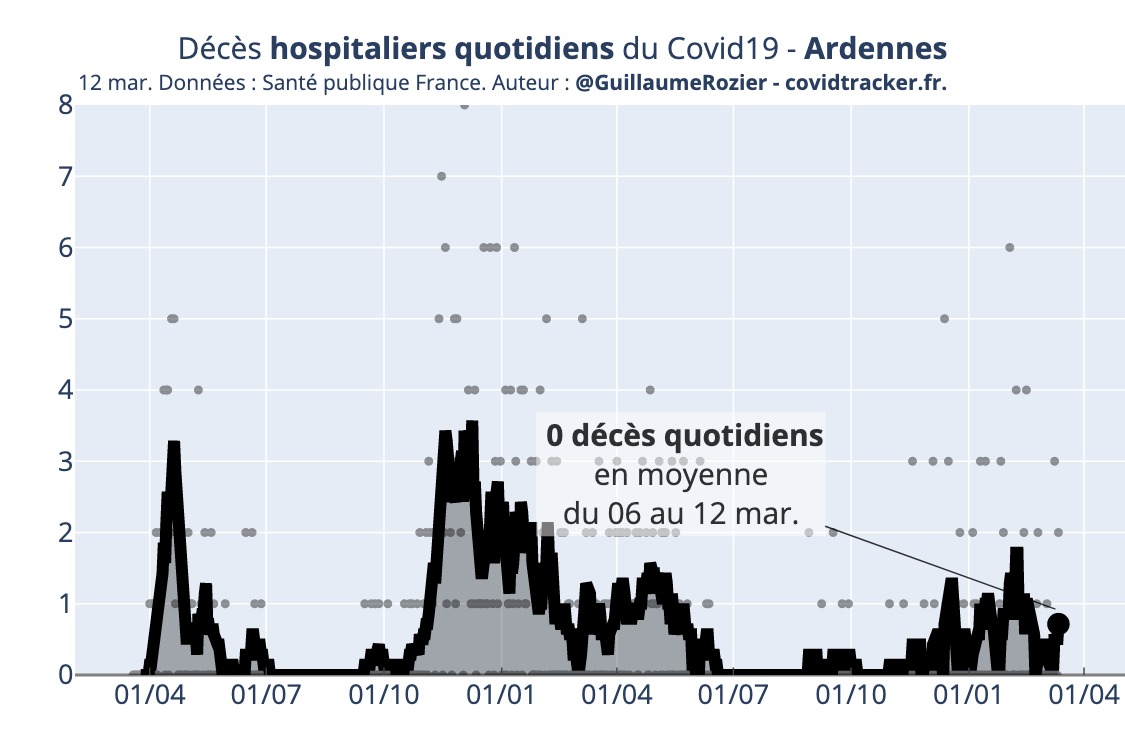 Décès hospitaliers quotidiens du Covid19 - Ardennes
12 mar. Données : Santé publique France. Auteur : @GuillaumeRozier - covidtracker.fr.
8
7
6
5
4
3
2
1
0
0 décès quotidiens
en moyenne
du 06 au 12 mar.
01/04 01/07 01/10 01/01 01/04 01/07 01/10 01/01 01/04